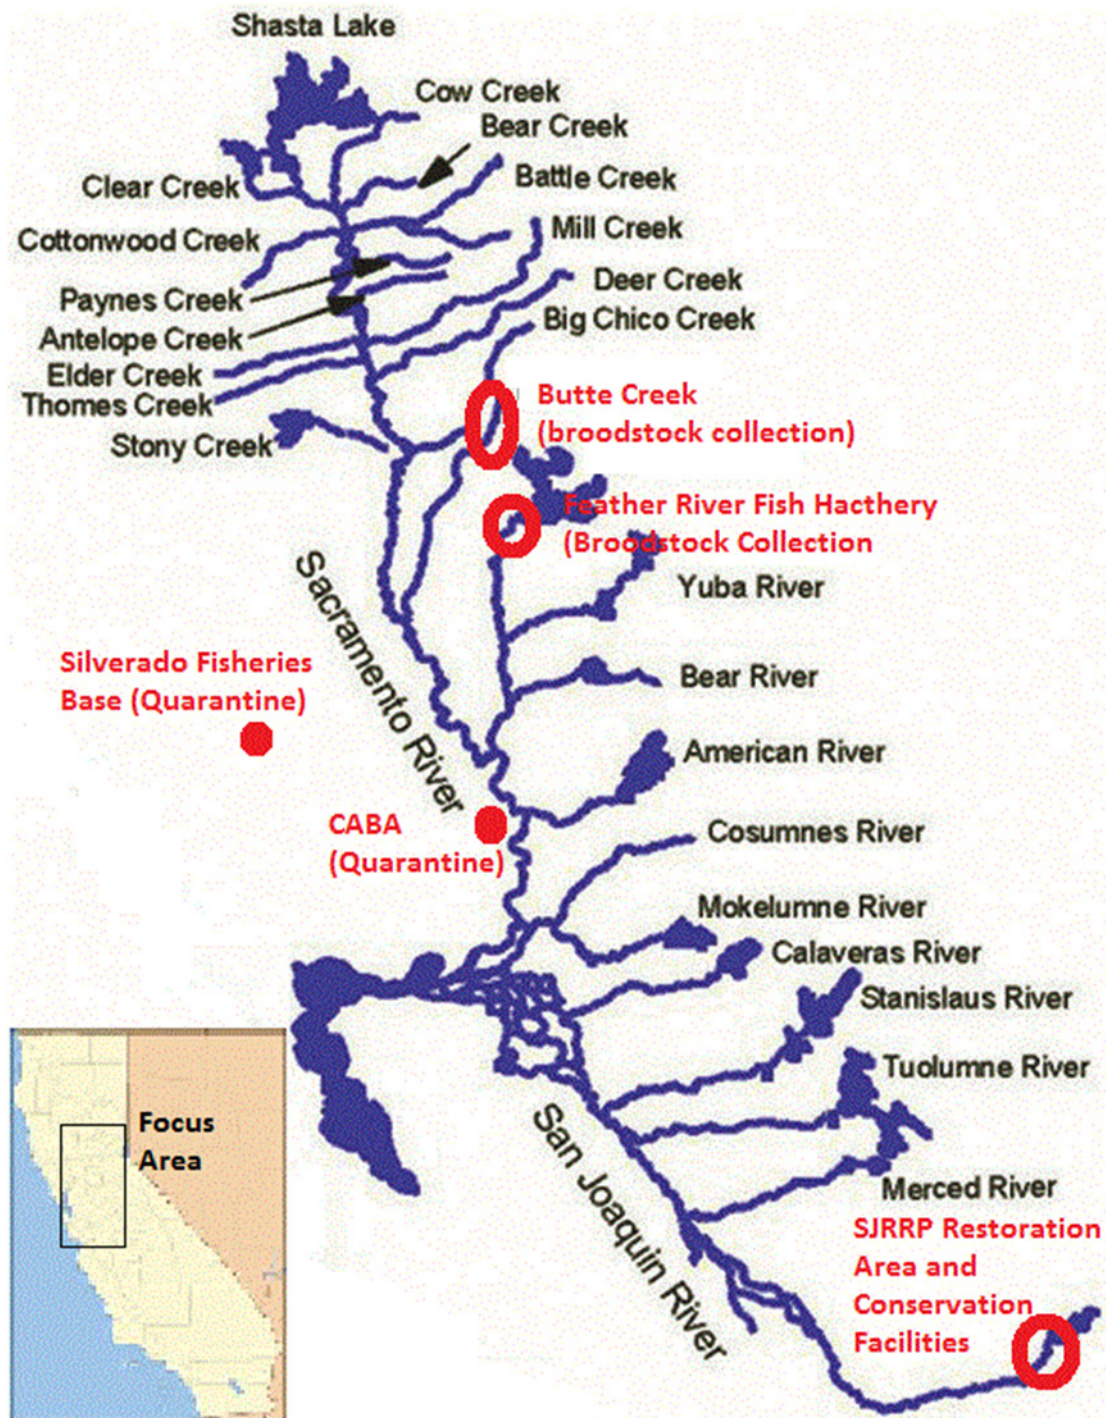 Shasta Lake
Cow Creek
Bear Creek
Battle Creek
Clear Creek
Mill Creek
Cottonwood Creek
Deer Creek
Paynes Creek
Big Chico Creek
Antelope Creek
Elder Creek
Thomes Creek
Butte Creek
(broodstock collection)
Stony Creek
Feather River Fish Hacthery
(Broodstock Collection
Sacramento River
Yuba River
Silverado Fisheries
Base (Quarantine)
Bear River
American River
CABA
(Quarantine)
Cosumnes River
Mokelumne River
Calaveras River
Stanislaus River
Tuolumne River
Focus
Area
San Joaquin River
Merced River
SJRRP Restoration
Area and
Conservation
Facilities